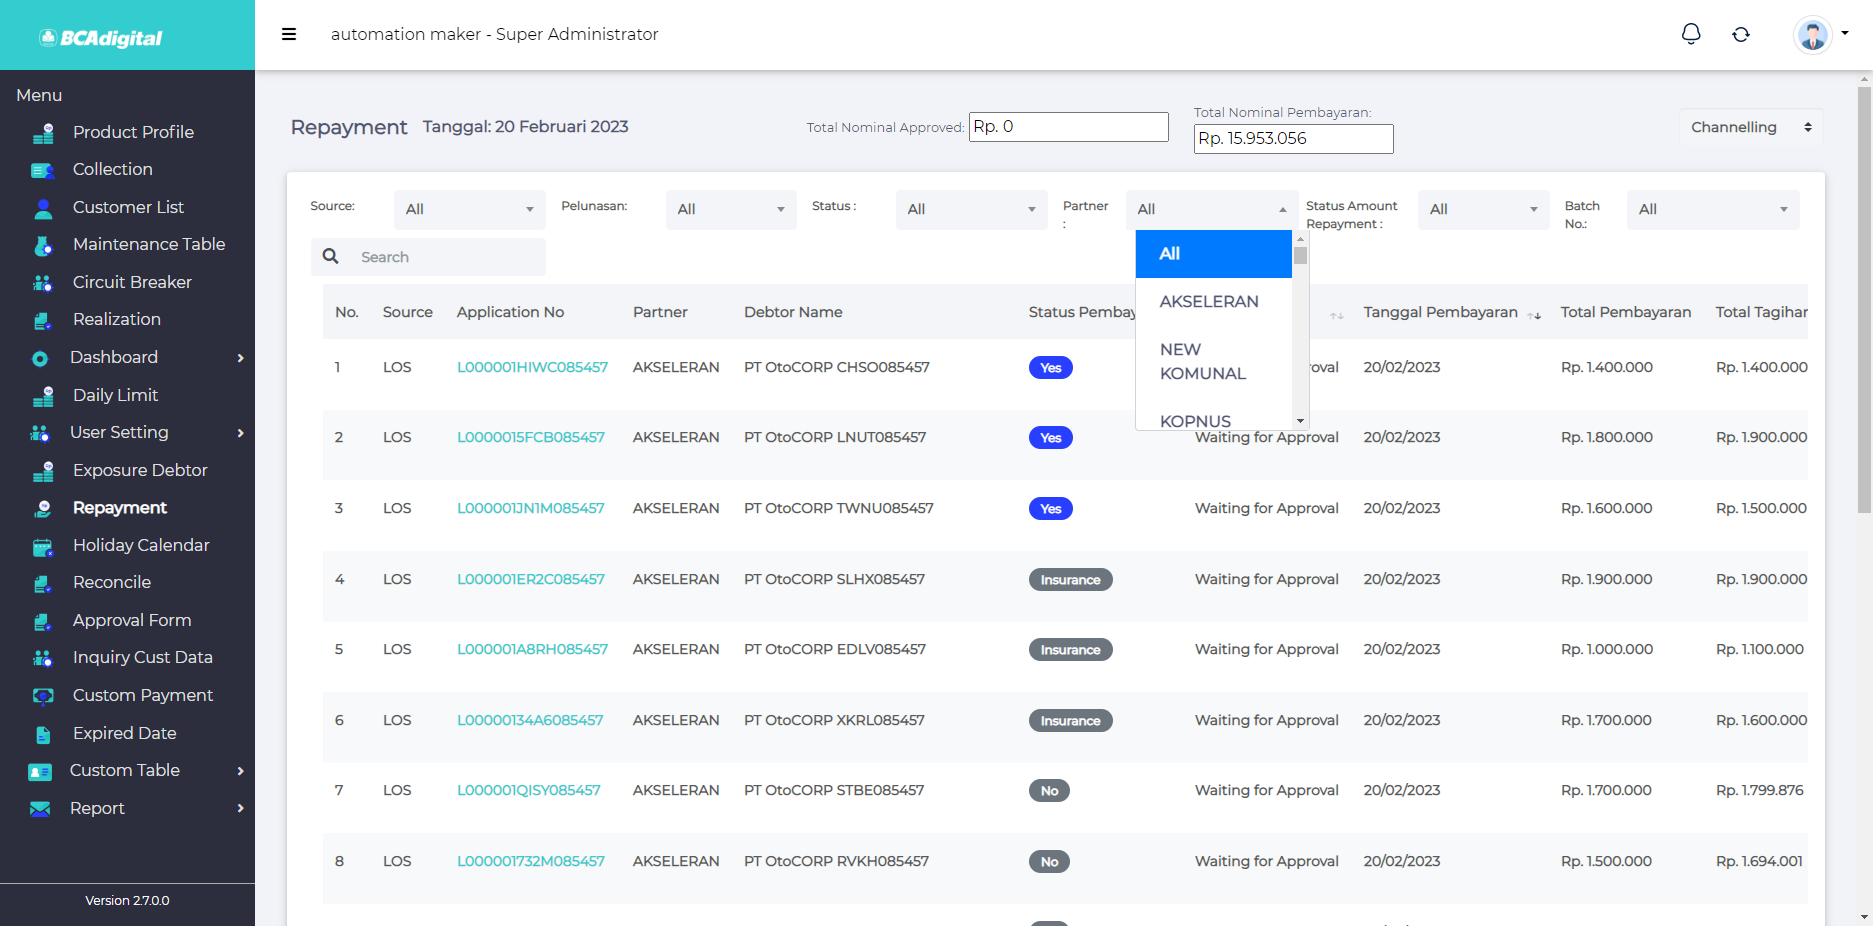 BCAdigital
automation maker - Super Administrator
Menu
Product Profile
Collection
Customer List
Maintenance Table
Circuit Breaker
Realization
Dashboard
Daily Limit
User Setting
Exposure Debtor
Repayment
Holiday Calendar
Reconcile
Approval Form
Inquiry Cust Data
Custom Payment
Expired Date
Custom Table
Report
Version 2.7.0.0
Repayment Tanggal: 20 Februari 2023
Total Nominal Approved: Rp. 0
Total Nominal Pembayaran:
Rp. 15.953.056
Channelling
Source: All
Pelunasan: All
Status : All
Partner : All
Status Amount Repayment : All
Batch No.: All
Search
All
AKSELERAN
NEW
KOMUNAL
KOPNUS
No. Source Application No Partner Debtor Name Status Pembay Tanggal Pembayaran Total Pembayaran Total Tagihar
1 LOS L000001HIWC085457 AKSELERAN PT OtoCORP CHSO085457 Yes roval 20/02/2023 Rp. 1.400.000 Rp. 1.400.000
2 LOS L0000015FCB085457 AKSELERAN PT OtoCORP LNUT085457 Yes Waiting for Approval 20/02/2023 Rp. 1.800.000 Rp. 1.900.000
3 LOS L000001JN1M085457 AKSELERAN PT OtoCORP TWNU085457 Yes Waiting for Approval 20/02/2023 Rp. 1.600.000 Rp. 1.500.000
4 LOS L000001ER2C085457 AKSELERAN PT OtoCORP SLHX085457 Insurance Waiting for Approval 20/02/2023 Rp. 1.900.000 Rp. 1.900.000
5 LOS L000001A8RH085457 AKSELERAN PT OtoCORP EDLV085457 Insurance Waiting for Approval 20/02/2023 Rp. 1.000.000 Rp. 1.100.000
6 LOS L00000134A6085457 AKSELERAN PT OtoCORP XKRL085457 Insurance Waiting for Approval 20/02/2023 Rp. 1.700.000 Rp. 1.600.000
7 LOS L000001QISY085457 AKSELERAN PT OtoCORP STBE085457 No Waiting for Approval 20/02/2023 Rp. 1.700.000 Rp. 1.799.876
8 LOS L000001732M085457 AKSELERAN PT OtoCORP RVKH085457 No Waiting for Approval 20/02/2023 Rp. 1.500.000 Rp. 1.694.001